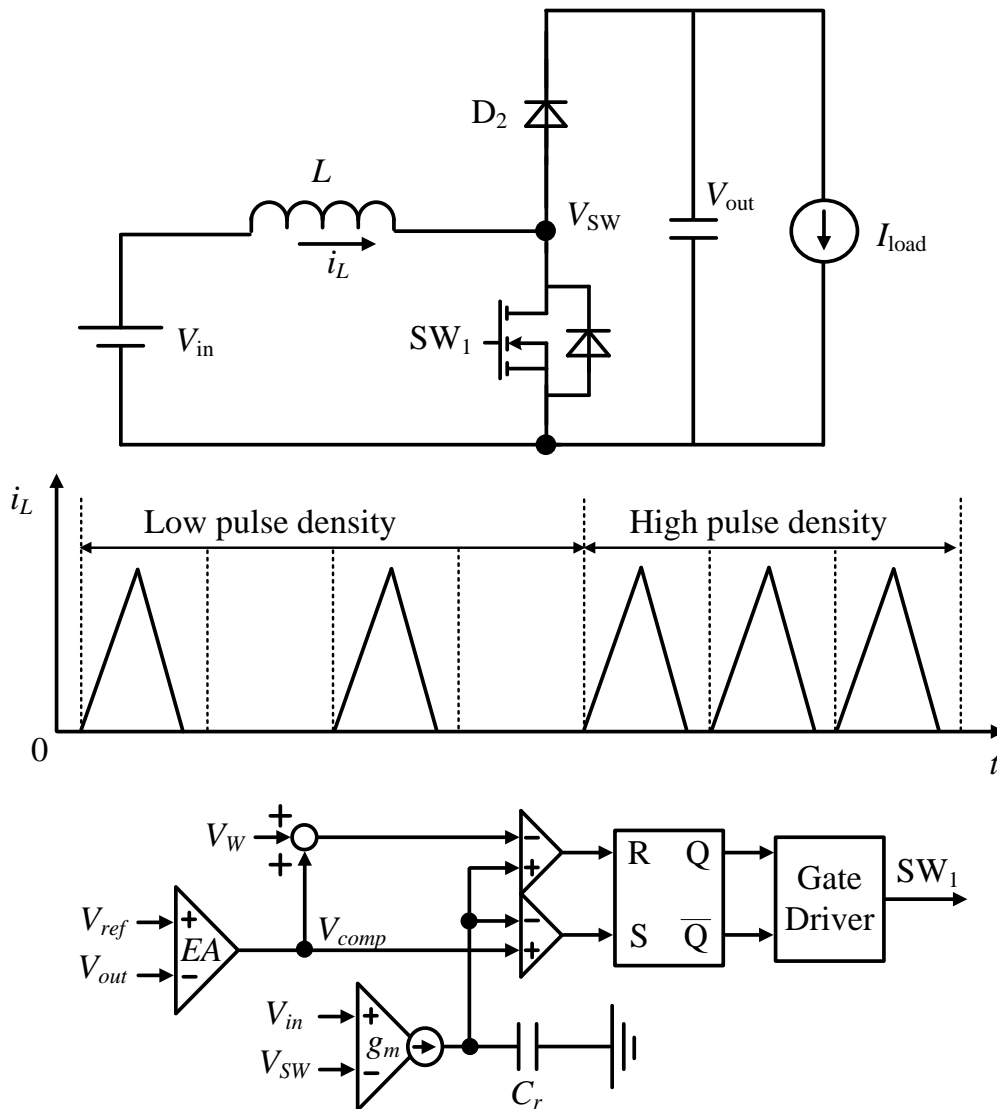 D2
L
VSW
Vout
iL
Iload
Vin
SW1
iL
Low pulse density
High pulse density
0
t
+
VW
+
−
+
R Q
Gate
Driver
SW1
Vref
+
EA
Vcomp
−
+
S Q̅
Vout
−
Vin
+
gm
VSW
−
Cr